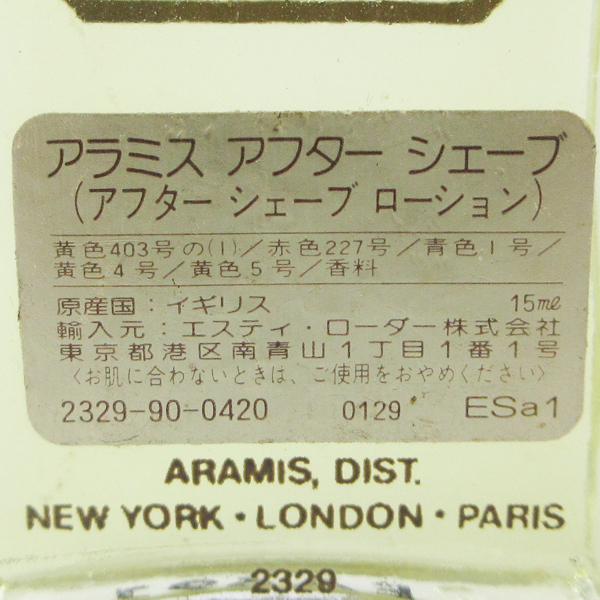 アラミス アフター シェーブ
(アフター シェーブ ローション)
黄色403号の(1)/赤色227号/青色1号/
黄色4号/黄色5号/香料
原産国:イギリス 15ml
輸入元:エスティ・ローダー株式会社
東京都港区南青山1丁目1番1号
〈お肌に合わないときは、ご使用をおやめください〉
2329-90-0420 0129 ESa1
ARAMIS, DIST.
NEW YORK・LONDON・PARIS
2329